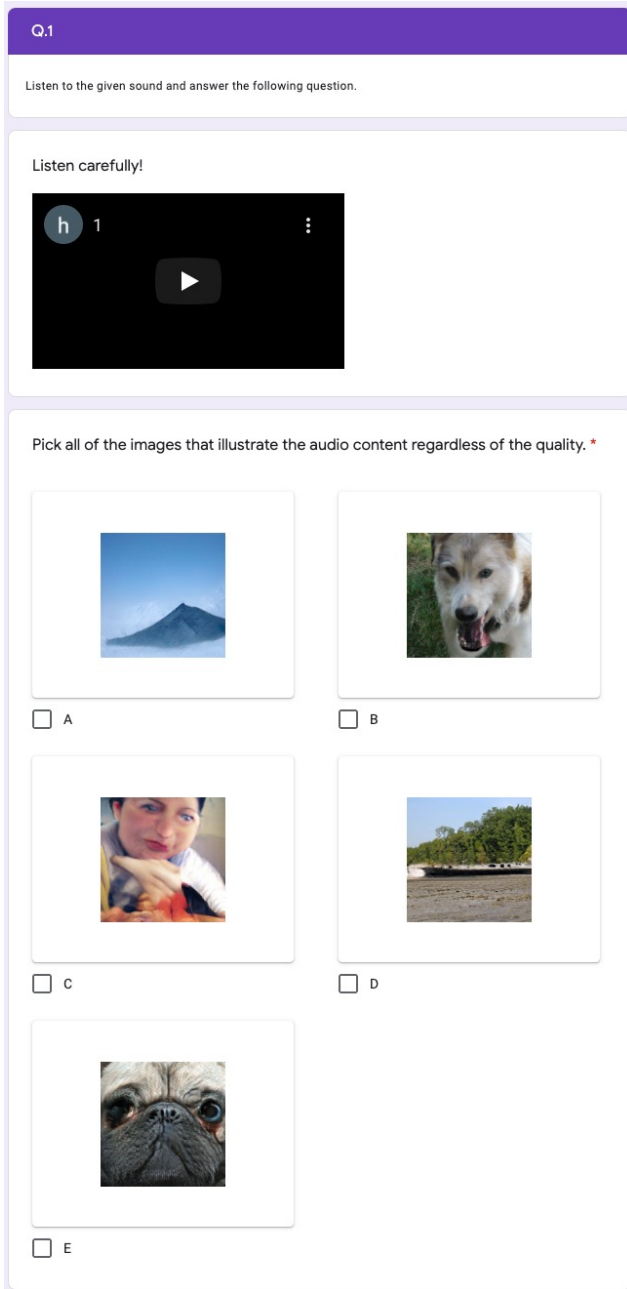 Q.1
Listen to the given sound and answer the following question.
Listen carefully!
h 1
Pick all of the images that illustrate the audio content regardless of the quality. *
A
B
C
D
E